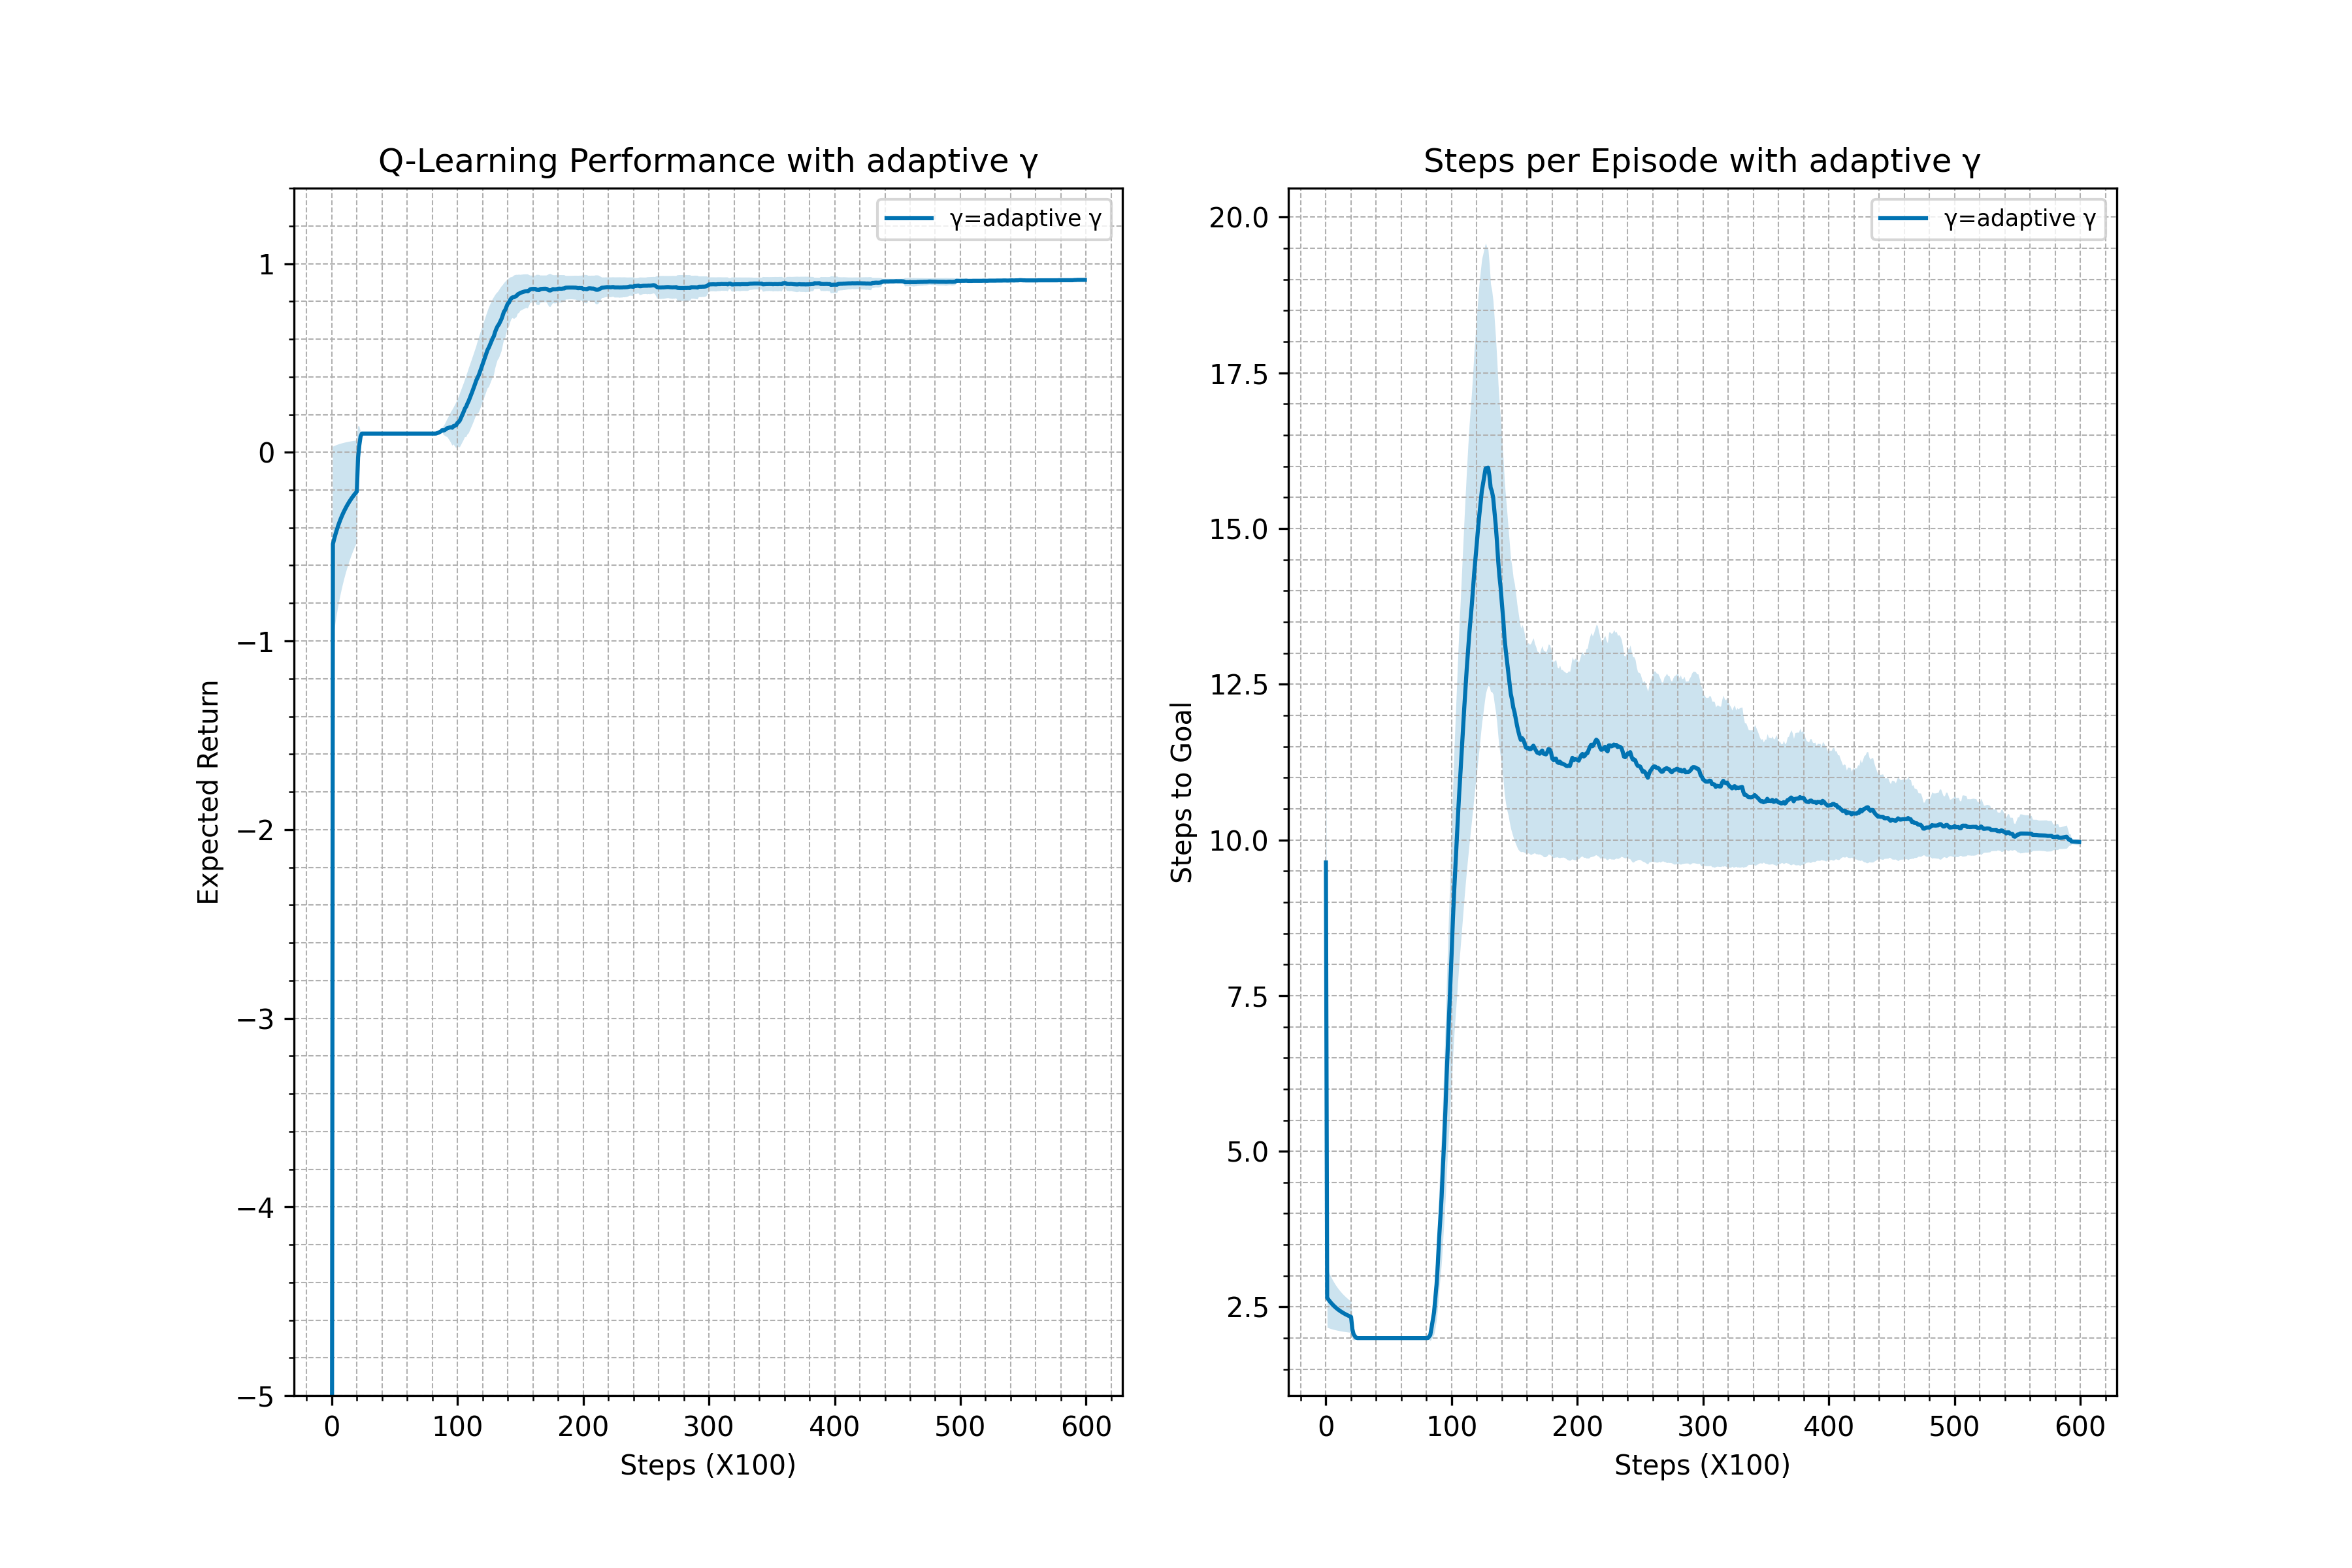 Q-Learning Performance with adaptive γ
γ=adaptive γ
1
0
−1
−2
−3
−4
−5
Expected Return
0 100 200 300 400 500 600
Steps (X100)
Steps per Episode with adaptive γ
γ=adaptive γ
20.0
17.5
15.0
12.5
10.0
7.5
5.0
2.5
Steps to Goal
0 100 200 300 400 500 600
Steps (X100)